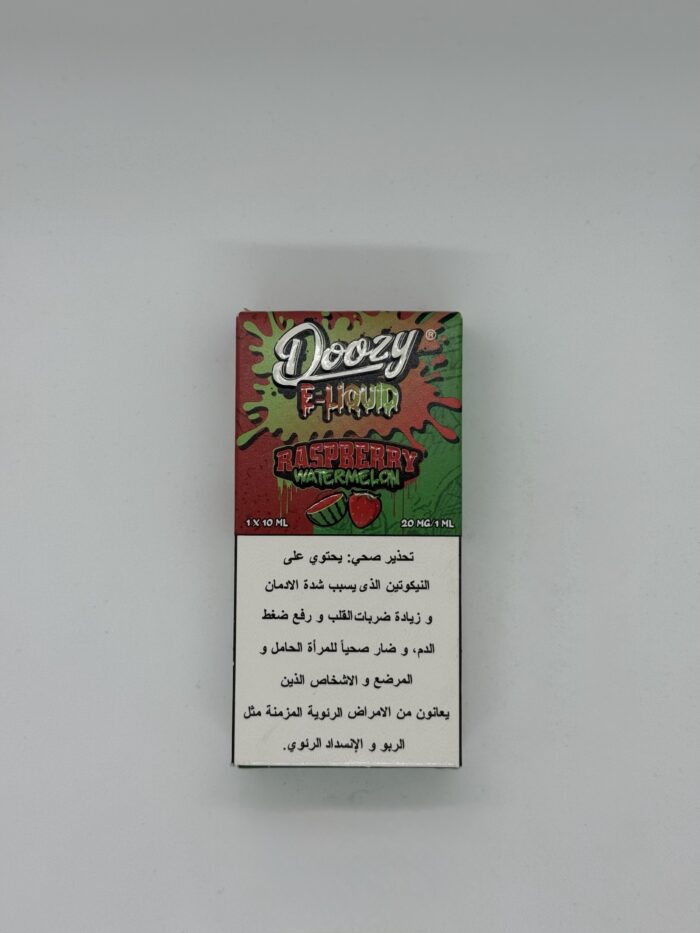 Doozy®
E-LIQUID
RASPBERRY
WATERMELON
1 X 10 ML
20 MG/1 ML
تحذير صحي: يحتوي على
النيكوتين الذى يسبب شدة الادمان
و زيادة ضربات القلب و رفع ضغط
الدم، و ضار صحياً للمرأة الحامل و
المرضع و الاشخاص الذين
يعانون من الامراض الرئوية المزمنة مثل
الربو و الإنسداد الرئوي.